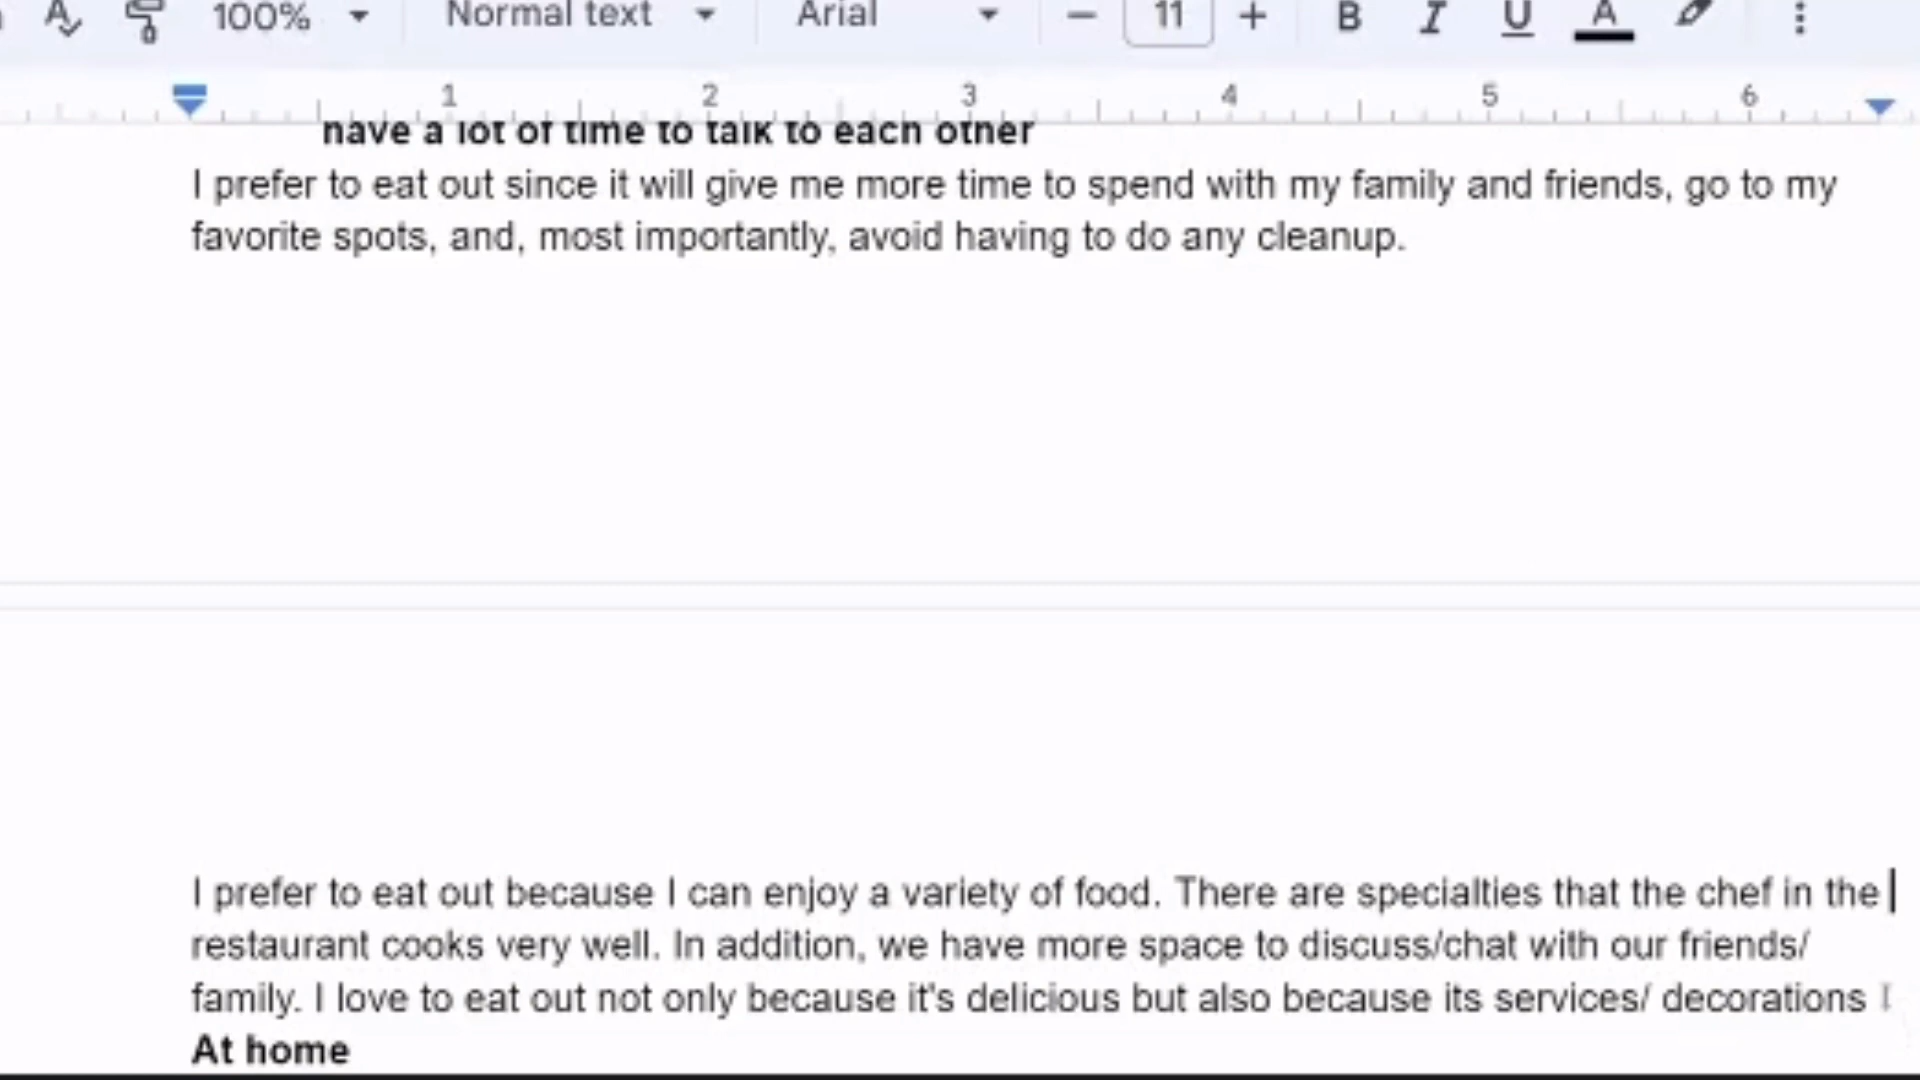 100% Normal text Arial 11 B I U A
1 2 3 4 5 6
have a lot of time to talk to each other
I prefer to eat out since it will give me more time to spend with my family and friends, go to my
favorite spots, and, most importantly, avoid having to do any cleanup.
I prefer to eat out because I can enjoy a variety of food. There are specialties that the chef in the
restaurant cooks very well. In addition, we have more space to discuss/chat with our friends/
family. I love to eat out not only because it's delicious but also because its services/ decorations
At home